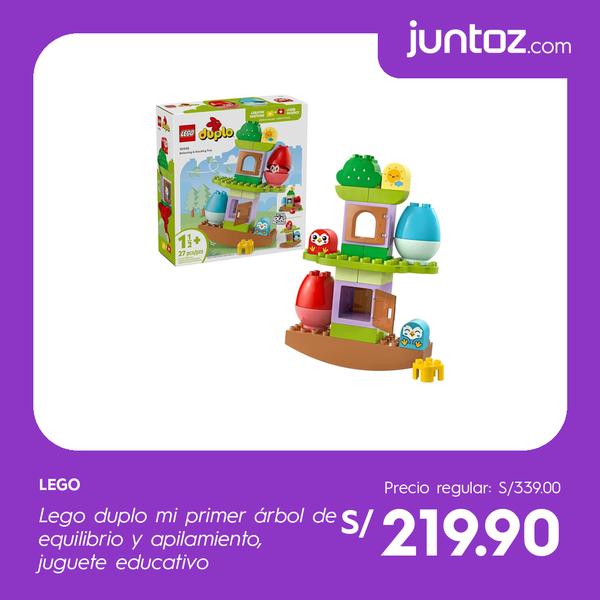 juntoz.com
LEGO duplo
1½+
27 pcs/pzs
LEGO
Precio regular: S/339.00
Lego duplo mi primer árbol de
equilibrio y apilamiento,
juguete educativo
S/ 219.90